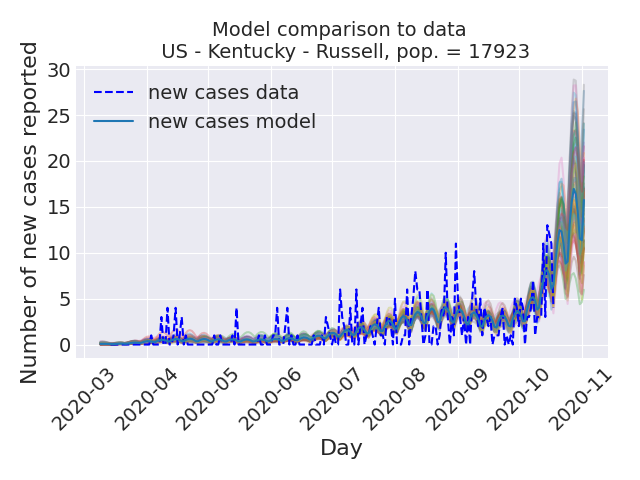 Model comparison to data
US - Kentucky - Russell, pop. = 17923
Number of new cases reported
30
25
20
15
10
5
0
new cases data
new cases model
2020-03
2020-04
2020-05
2020-06
2020-07
2020-08
2020-09
2020-10
2020-11
Day